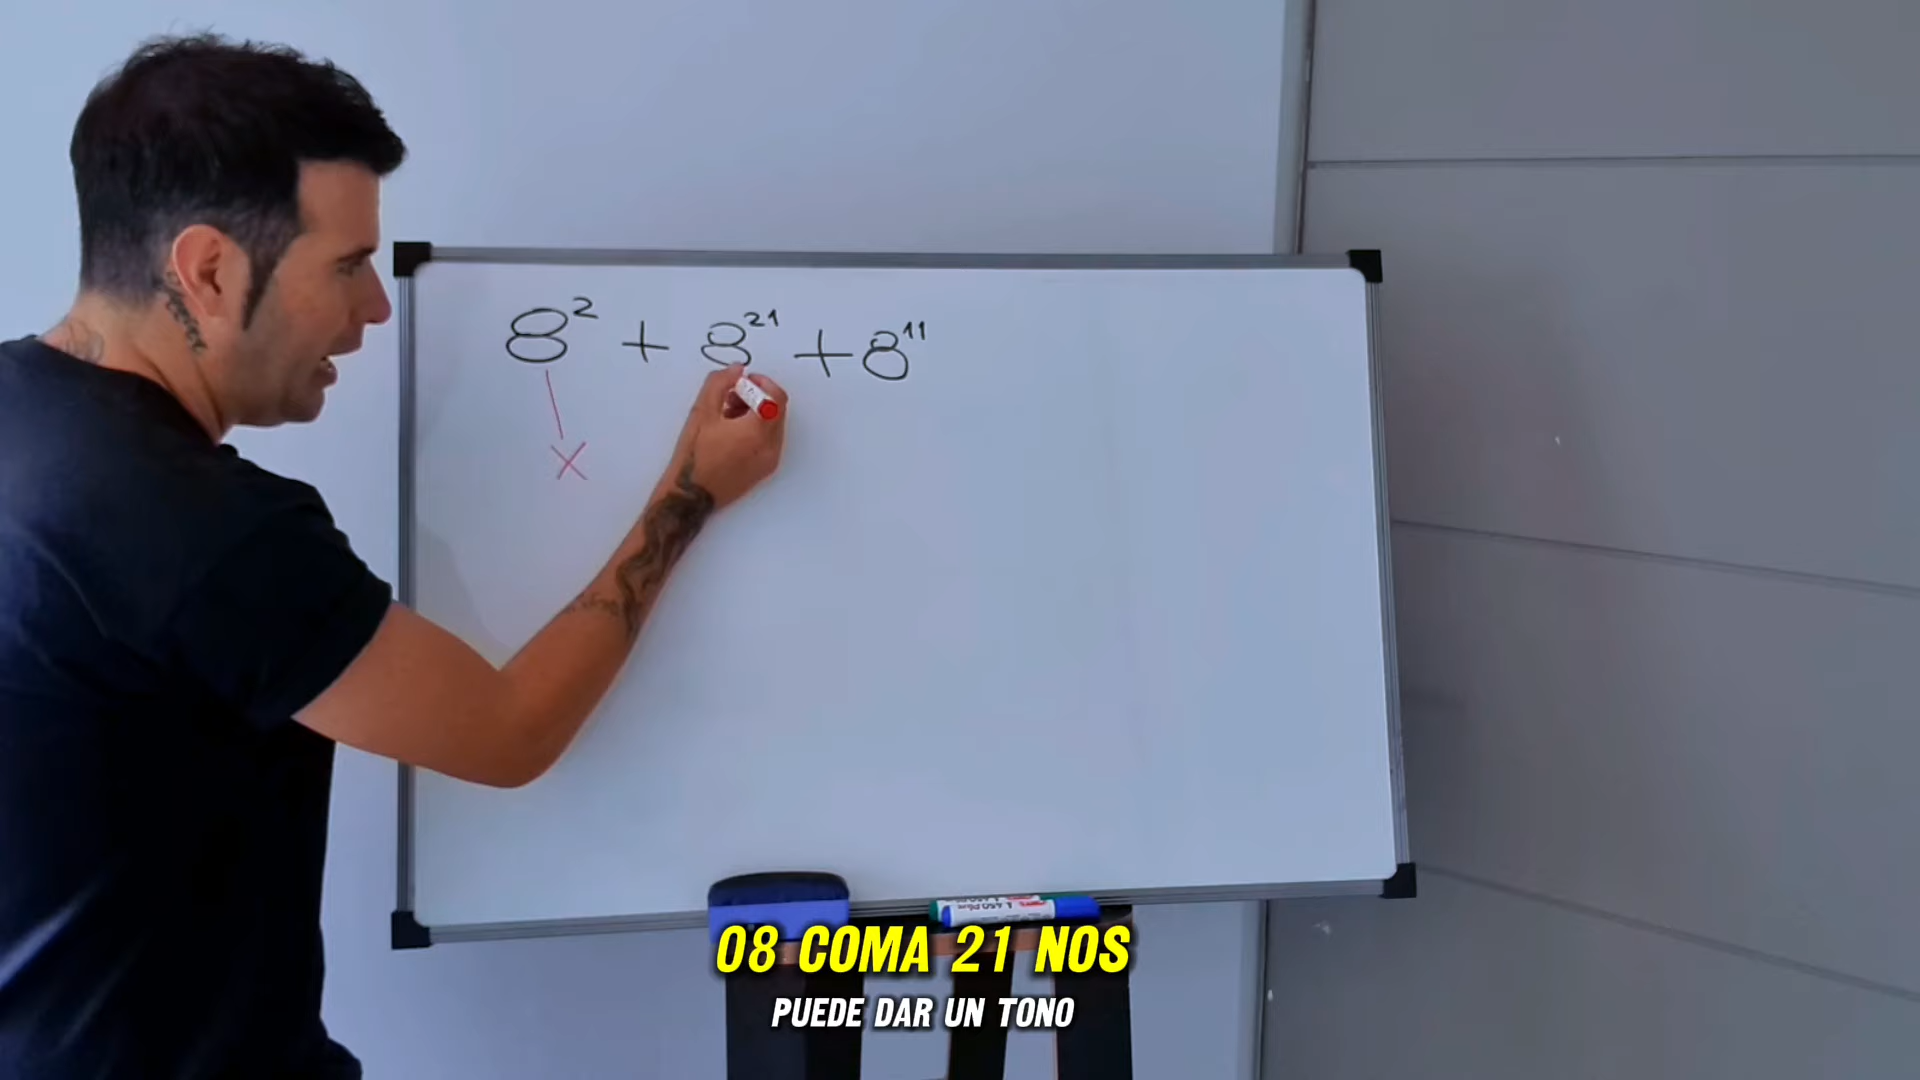 8² + 8²¹ + 8¹¹
X
08 COMA 21 NOS
PUEDE DAR UN TONO